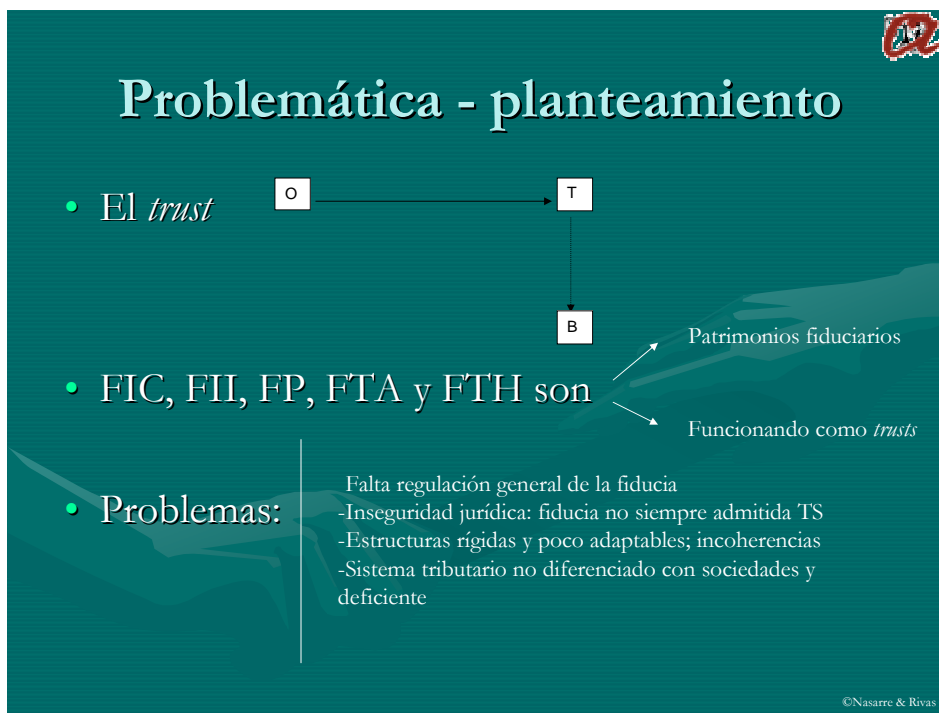 Problemática - planteamiento
• El trust
O
T
B
Patrimonios fiduciarios
• FIC, FII, FP, FTA y FTH son
Funcionando como trusts
• Problemas:
Falta regulación general de la fiducia
-Inseguridad jurídica: fiducia no siempre admitida TS
-Estructuras rígidas y poco adaptables; incoherencias
-Sistema tributario no diferenciado con sociedades y
deficiente
©Nasarre & Rivas